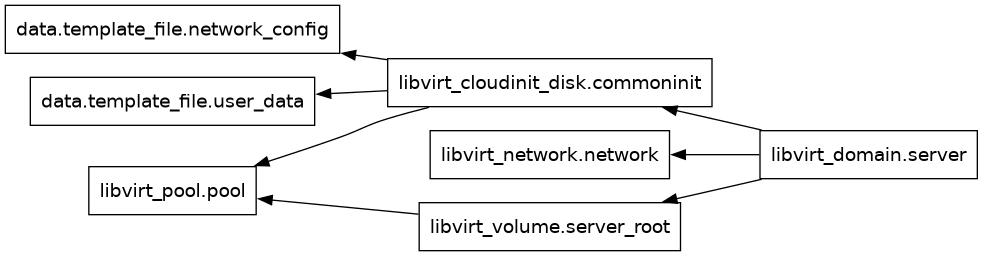 data.template_file.network_config
libvirt_cloudinit_disk.commoninit
data.template_file.user_data
libvirt_network.network
libvirt_domain.server
libvirt_pool.pool
libvirt_volume.server_root